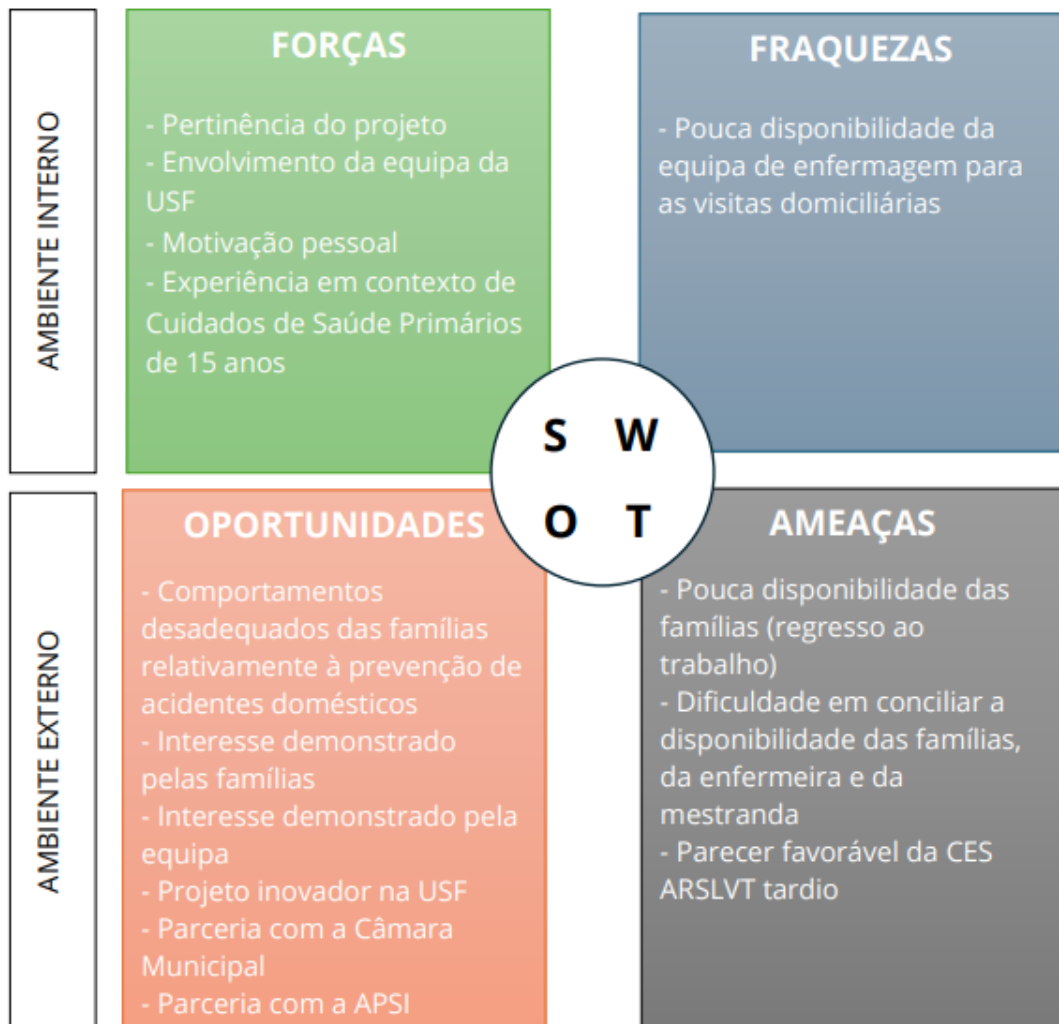 AMBIENTE INTERNO
FORÇAS
- Pertinência do projeto
- Envolvimento da equipa da
USF
- Motivação pessoal
- Experiência em contexto de
Cuidados de Saúde Primários
de 15 anos
FRAQUEZAS
- Pouca disponibilidade da
equipa de enfermagem para
as visitas domiciliárias
S W
O T
AMBIENTE EXTERNO
OPORTUNIDADES
- Comportamentos
desadequados das famílias
relativamente à prevenção de
acidentes domésticos
- Interesse demonstrado
pelas famílias
- Interesse demonstrado pela
equipa
- Projeto inovador na USF
- Parceria com a Câmara
Municipal
- Parceria com a APSI
AMEAÇAS
- Pouca disponibilidade das
famílias (regresso ao
trabalho)
- Dificuldade em conciliar a
disponibilidade das famílias,
da enfermeira e da
mestranda
- Parecer favorável da CES
ARSLVT tardio